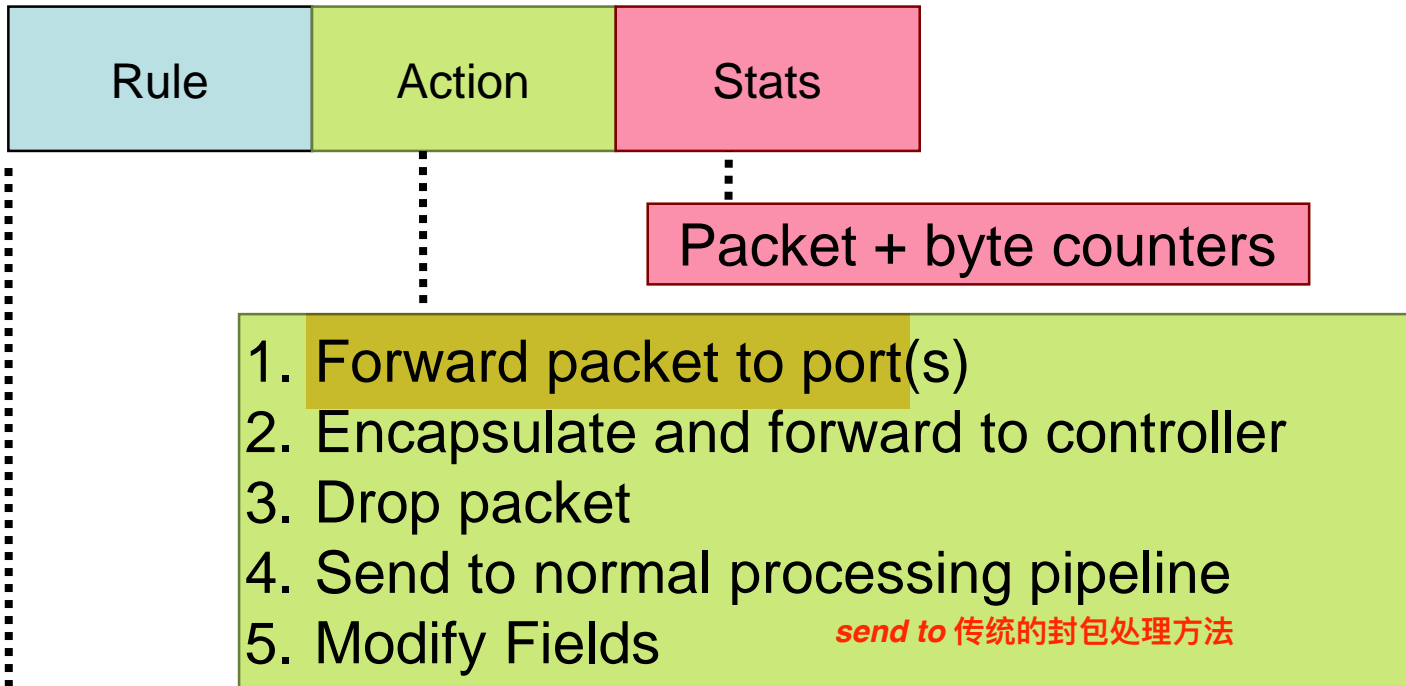 Rule Action Stats
Packet + byte counters
1. Forward packet to port(s)
2. Encapsulate and forward to controller
3. Drop packet
4. Send to normal processing pipeline
5. Modify Fields
send to 传统的封包处理方法